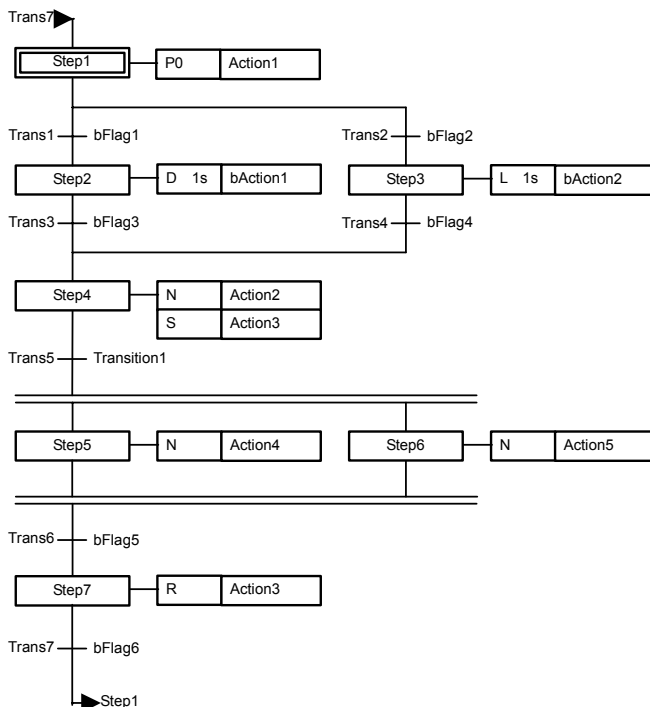 Trans7
Step1 P0 Action1
Trans1 bFlag1 Trans2 bFlag2
Step2 D 1s bAction1 Step3 L 1s bAction2
Trans3 bFlag3 Trans4 bFlag4
Step4 N Action2
S Action3
Trans5 Transition1
Step5 N Action4 Step6 N Action5
Trans6 bFlag5
Step7 R Action3
Trans7 bFlag6
Step1